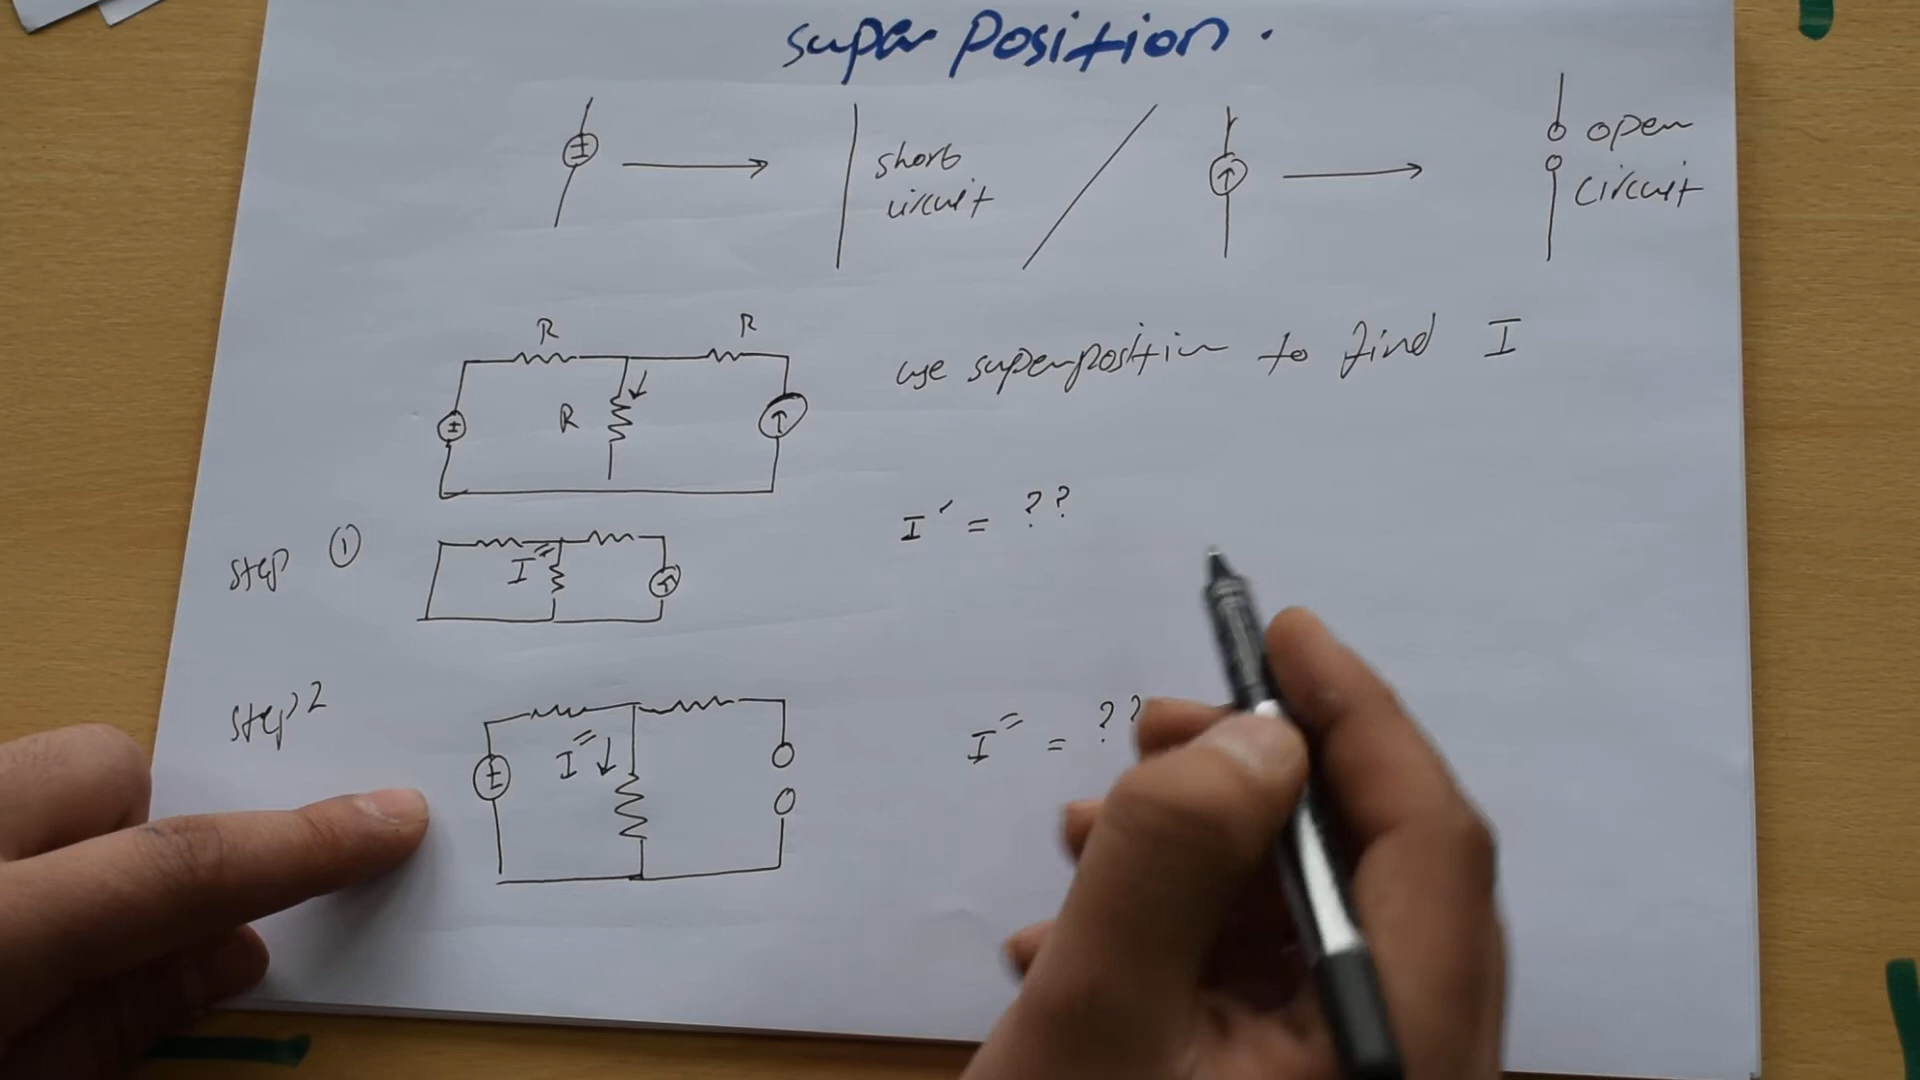 super Position.
short
circuit
open
circuit
R
R
use superposition to find I
R
I' = ??
step ①
I"
step 2
I"
I" = ??